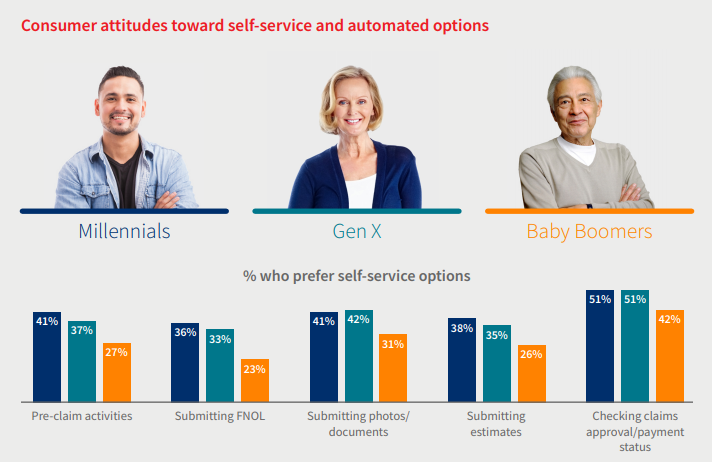 Consumer attitudes toward self-service and automated options
Millennials
Gen X
Baby Boomers
% who prefer self-service options
41%
37%
27%
36%
33%
23%
41%
42%
31%
38%
35%
26%
51%
51%
42%
Pre-claim activities
Submitting FNOL
Submitting photos/
documents
Submitting
estimates
Checking claims
approval/payment
status